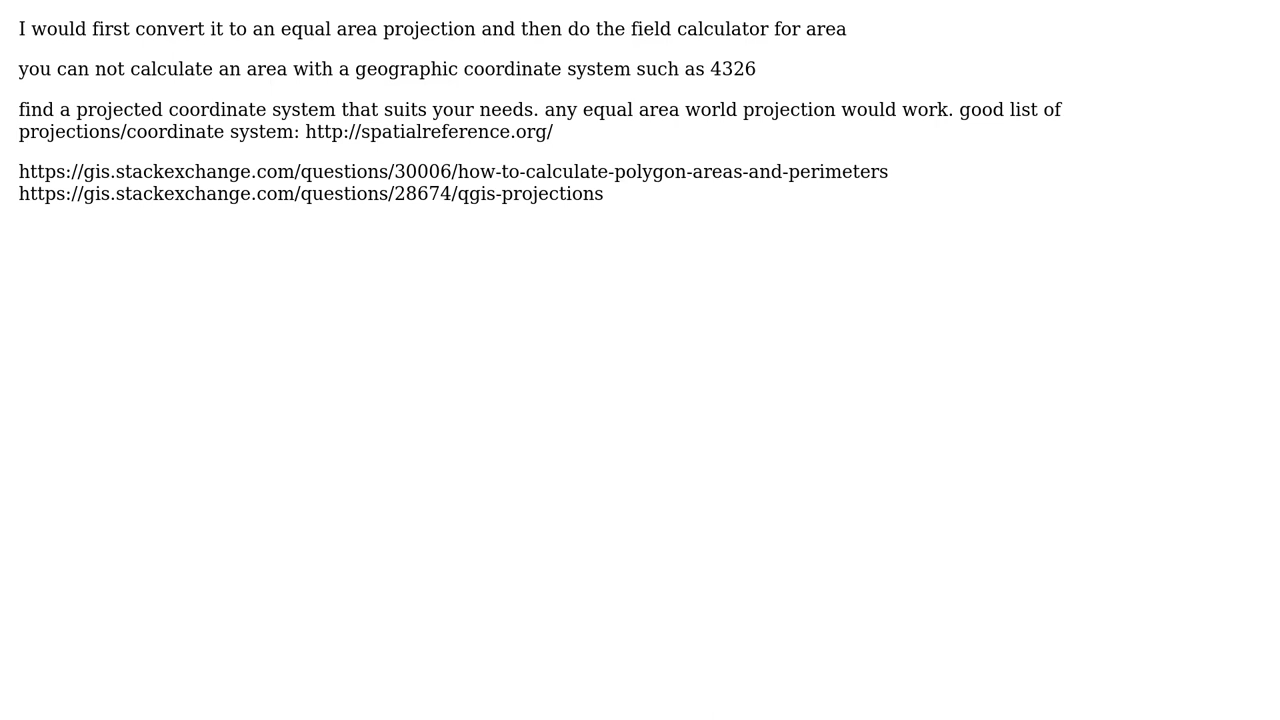 I would first convert it to an equal area projection and then do the field calculator for area
you can not calculate an area with a geographic coordinate system such as 4326
find a projected coordinate system that suits your needs. any equal area world projection would work. good list of
projections/coordinate system: http://spatialreference.org/
https://gis.stackexchange.com/questions/30006/how-to-calculate-polygon-areas-and-perimeters
https://gis.stackexchange.com/questions/28674/qgis-projections